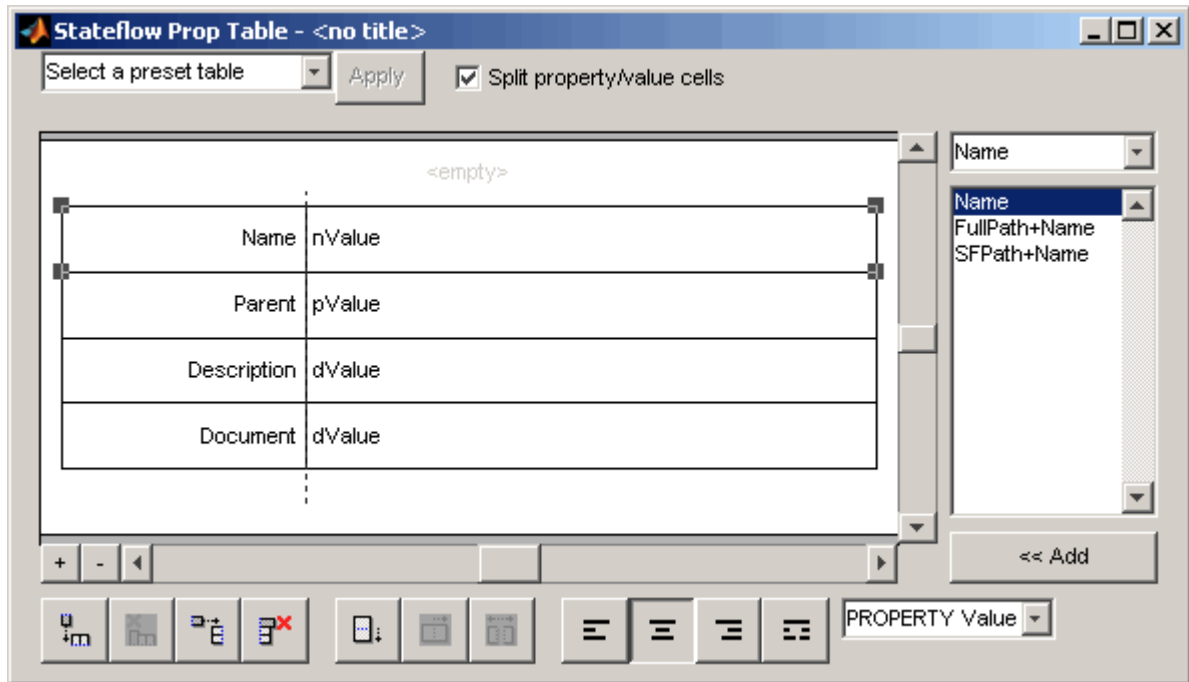 Stateflow Prop Table - <no title>
Select a preset table
Apply
Split property/value cells
<empty>
Name nValue
Parent pValue
Description dValue
Document dValue
Name
Name
FullPath+Name
SFPath+Name
<< Add
+ -
PROPERTY Value